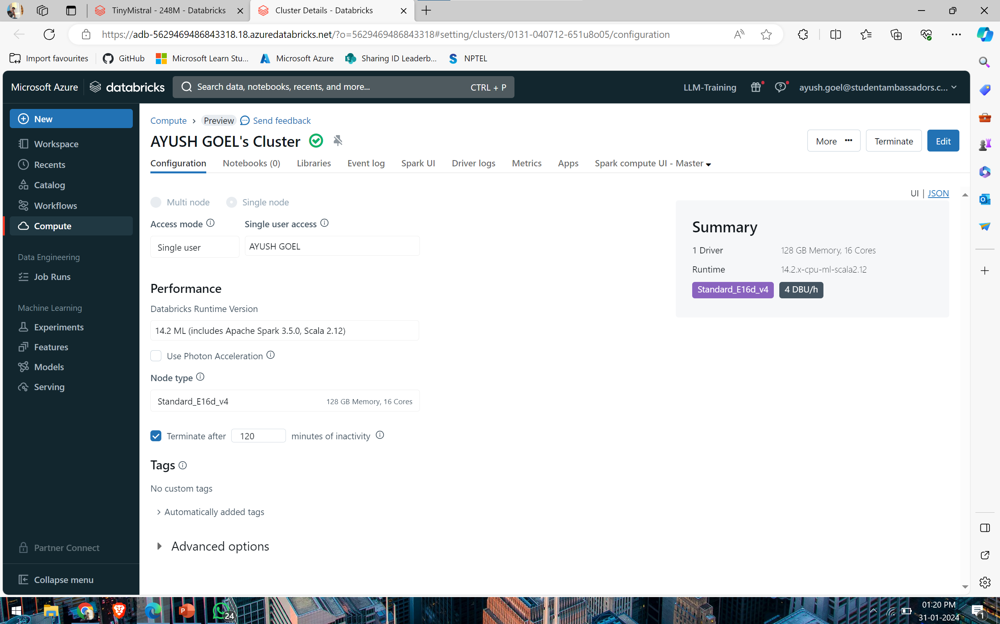 TinyMistral - 248M - Databricks
Cluster Details - Databricks
https://adb-5629469486843318.18.azuredatabricks.net/?o=5629469486843318#setting/clusters/0131-040712-651u8o05/configuration
Import favourites
GitHub
Microsoft Learn Stu...
Microsoft Azure
Sharing ID Leaderb...
NPTEL
Microsoft Azure
databricks
Search data, notebooks, recents, and more...
CTRL + P
LLM-Training
ayush.goel@studentambassadors.c...
New
Workspace
Recents
Catalog
Workflows
Compute
Data Engineering
Job Runs
Machine Learning
Experiments
Features
Models
Serving
Partner Connect
Collapse menu
Compute > Preview Send feedback
AYUSH GOEL's Cluster
More ···
Terminate
Edit
Configuration
Notebooks (0)
Libraries
Event log
Spark UI
Driver logs
Metrics
Apps
Spark compute UI - Master
UI | JSON
Multi node
Single node
Access mode
Single user access
Single user
AYUSH GOEL
Performance
Databricks Runtime Version
14.2 ML (includes Apache Spark 3.5.0, Scala 2.12)
Use Photon Acceleration
Node type
Standard_E16d_v4
128 GB Memory, 16 Cores
Terminate after 120 minutes of inactivity
Tags
No custom tags
Automatically added tags
Advanced options
Summary
1 Driver
128 GB Memory, 16 Cores
Runtime
14.2.x-cpu-ml-scala2.12
Standard_E16d_v4
4 DBU/h
24
01:20 PM
31-01-2024
1